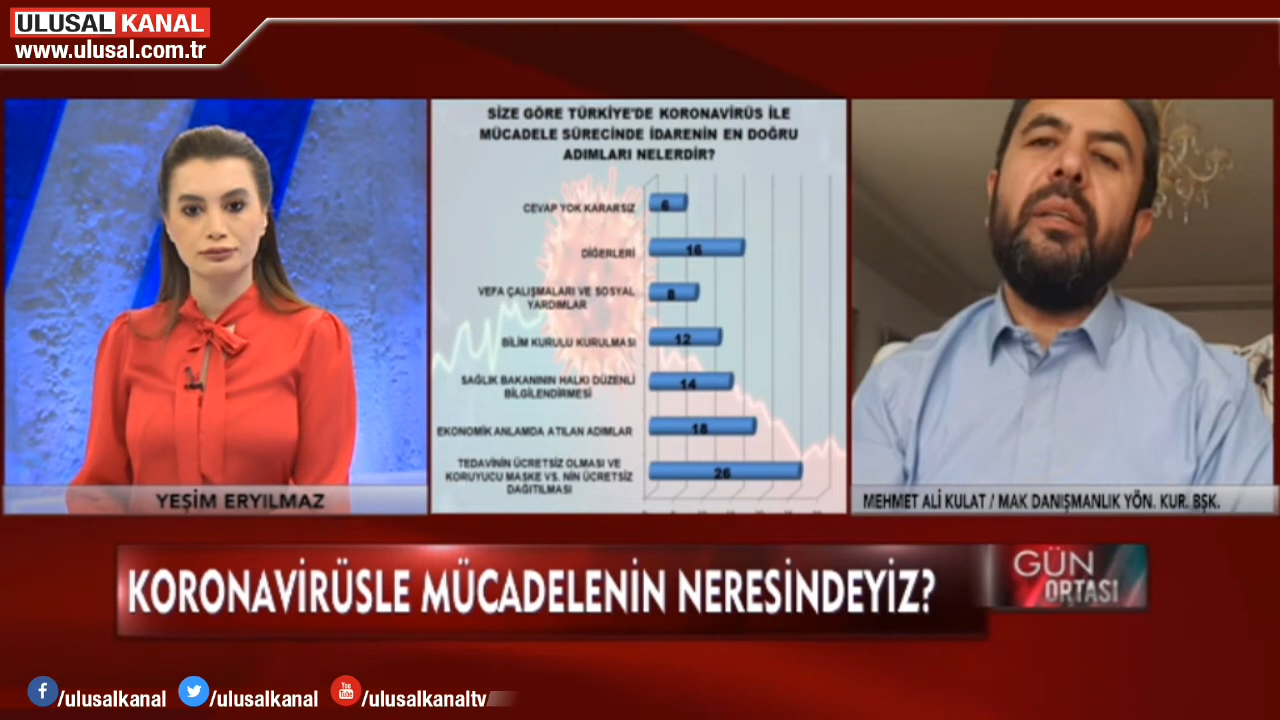 ULUSAL KANAL
www.ulusal.com.tr
SİZE GÖRE TÜRKİYE'DE KORONAVİRÜS İLE
MÜCADELE SÜRECİNDE İDARENİN EN DOĞRU
ADIMLARI NELERDİR?
CEVAP YOK KARARSIZ
6
DİĞERLERİ
16
VEFA ÇALIŞMALARI VE SOSYAL
YARDIMLAR
8
BİLİM KURULU KURULMASI
12
SAĞLIK BAKANININ HALKI DÜZENLİ
BİLGİLENDİRMESİ
14
EKONOMİK ANLAMDA ATILAN ADIMLAR
18
TEDAVİNİN ÜCRETSİZ OLMASI VE
KORUYUCU MASKE VS. NİN ÜCRETSİZ
DAĞITILMASI
26
YEŞİM ERYILMAZ
MEHMET ALİ KULAT / MAK DANIŞMANLIK YÖN. KUR. BŞK.
KORONAVİRÜSLE MÜCADELENİN NERESİNDEYİZ?
GÜN
ORTASI
/ulusalkanal
/ulusalkanal
You Tube
/ulusalkanaltv